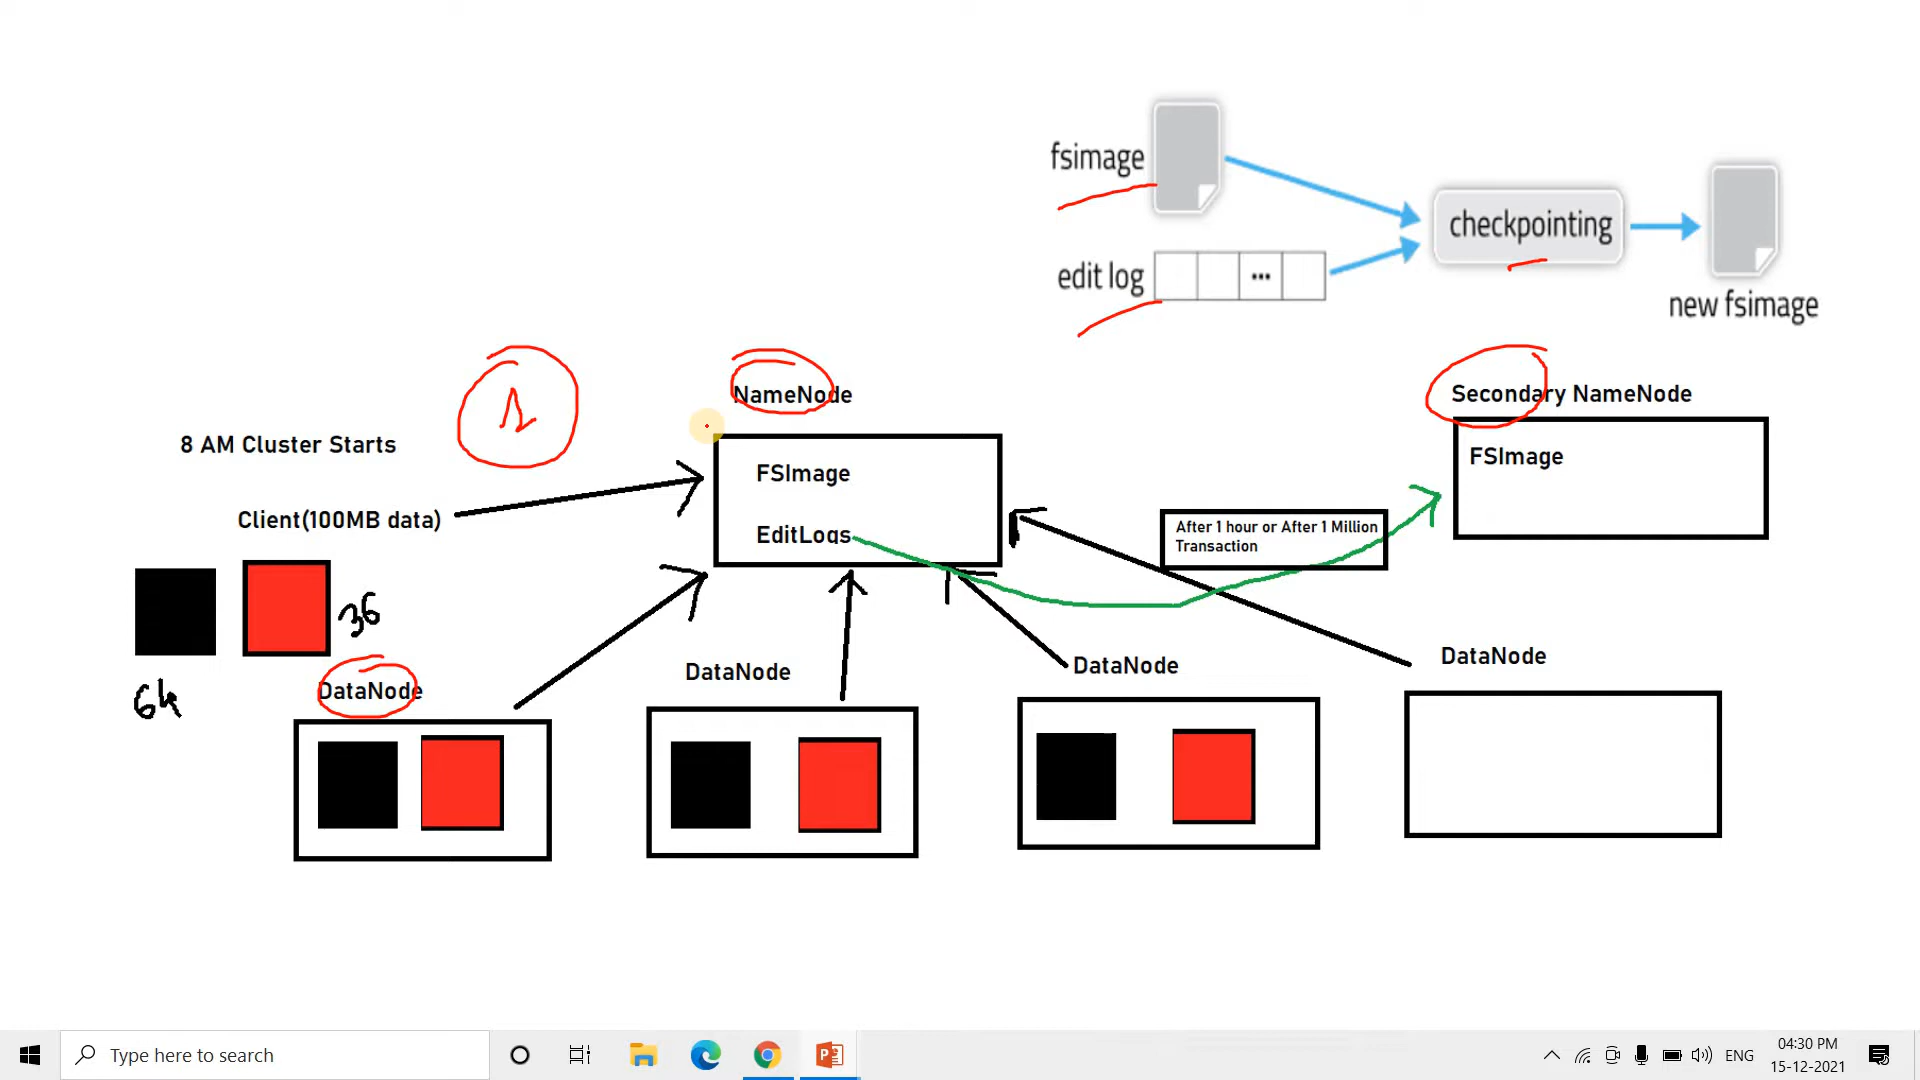 fsimage
checkpointing
edit log
...
new fsimage
NameNode
Secondary NameNode
8 AM Cluster Starts
FSImage
FSImage
Client(100MB data)
EditLogs
After 1 hour or After 1 Million
Transaction
36
DataNode
DataNode
DataNode
DataNode
64
Type here to search
ENG
04:30 PM
15-12-2021